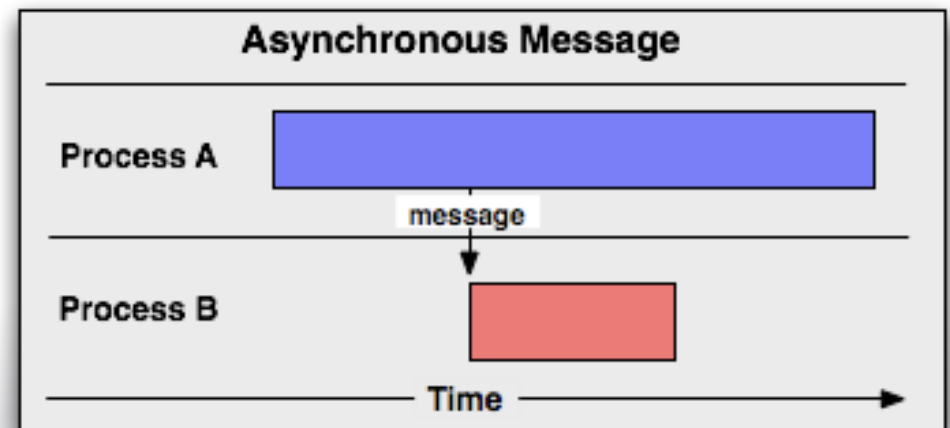 Asynchronous Message
Process A
message
Process B
Time